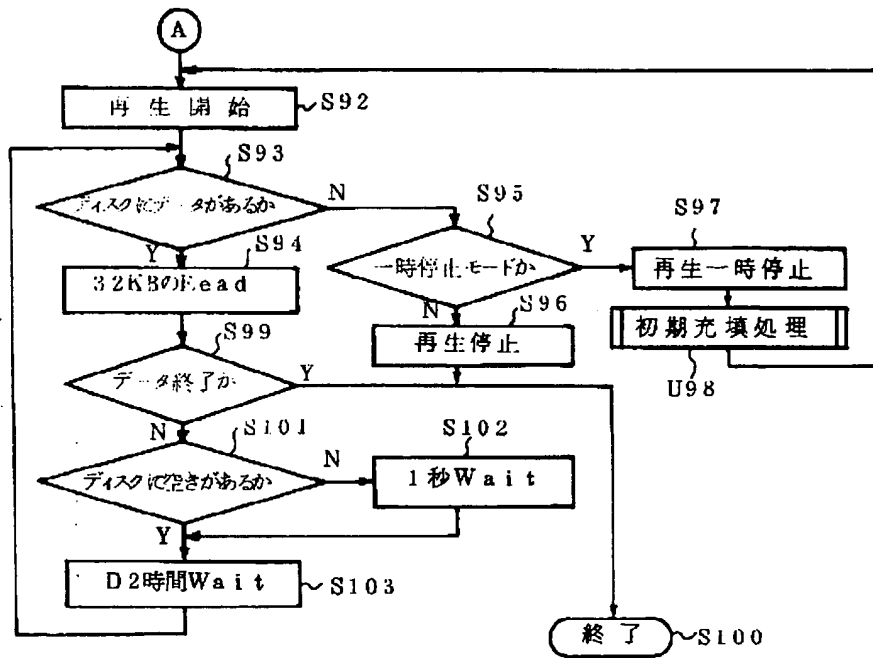 A
再生開始
S92
S93
ディスクにデータがあるか
N
Y
S94
32KBのRead
S95
一時停止モードか
Y
N
S96
再生停止
S97
再生一時停止
初期充填処理
U98
S99
データ終了か
Y
N
S101
ディスクに空きがあるか
N
Y
S102
1秒Wait
D2時間Wait
S103
終了
S100